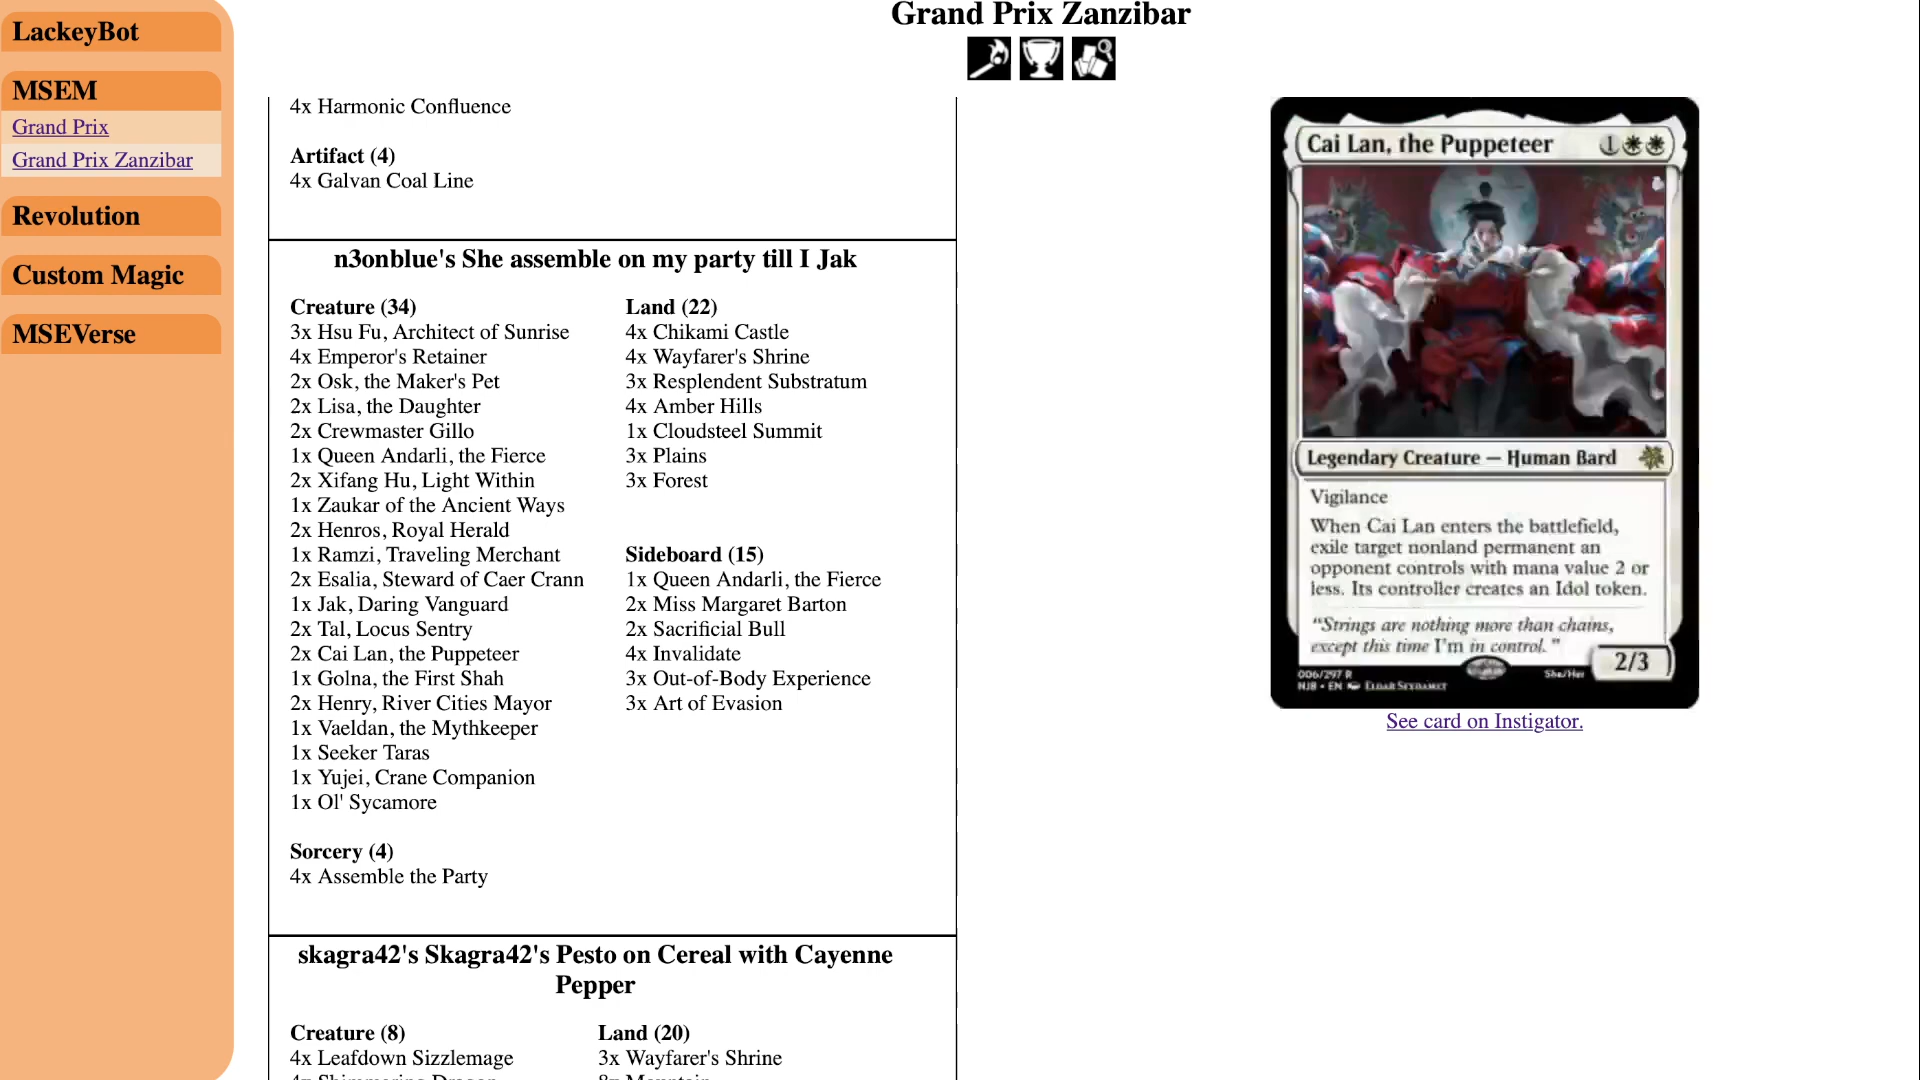 LackeyBot
MSEM
Grand Prix
Grand Prix Zanzibar
Revolution
Custom Magic
MSEVerse
Grand Prix Zanzibar
4x Harmonic Confluence
Artifact (4)
4x Galvan Coal Line
n3onblue's She assemble on my party till I Jak
Creature (34)
3x Hsu Fu, Architect of Sunrise
4x Emperor's Retainer
2x Osk, the Maker's Pet
2x Lisa, the Daughter
2x Crewmaster Gillo
1x Queen Andarli, the Fierce
2x Xifang Hu, Light Within
1x Zaukar of the Ancient Ways
2x Henros, Royal Herald
1x Ramzi, Traveling Merchant
2x Esalia, Steward of Caer Crann
1x Jak, Daring Vanguard
2x Tal, Locus Sentry
2x Cai Lan, the Puppeteer
1x Golna, the First Shah
2x Henry, River Cities Mayor
1x Vaeldan, the Mythkeeper
1x Seeker Taras
1x Yujei, Crane Companion
1x Ol' Sycamore
Sorcery (4)
4x Assemble the Party
Land (22)
4x Chikami Castle
4x Wayfarer's Shrine
3x Resplendent Substratum
4x Amber Hills
1x Cloudsteel Summit
3x Plains
3x Forest
Sideboard (15)
1x Queen Andarli, the Fierce
2x Miss Margaret Barton
2x Sacrificial Bull
4x Invalidate
3x Out-of-Body Experience
3x Art of Evasion
skagra42's Skagra42's Pesto on Cereal with Cayenne
Pepper
Creature (8)
4x Leafdown Sizzlemage
Land (20)
3x Wayfarer's Shrine
Cai Lan, the Puppeteer 1
Legendary Creature — Human Bard
Vigilance
When Cai Lan enters the battlefield,
exile target nonland permanent an
opponent controls with mana value 2 or
less. Its controller creates an Idol token.
"Strings are nothing more than chains,
except this time I'm in control."
2/3
006/297 R
She/Her
NJB • EN
See card on Instigator.